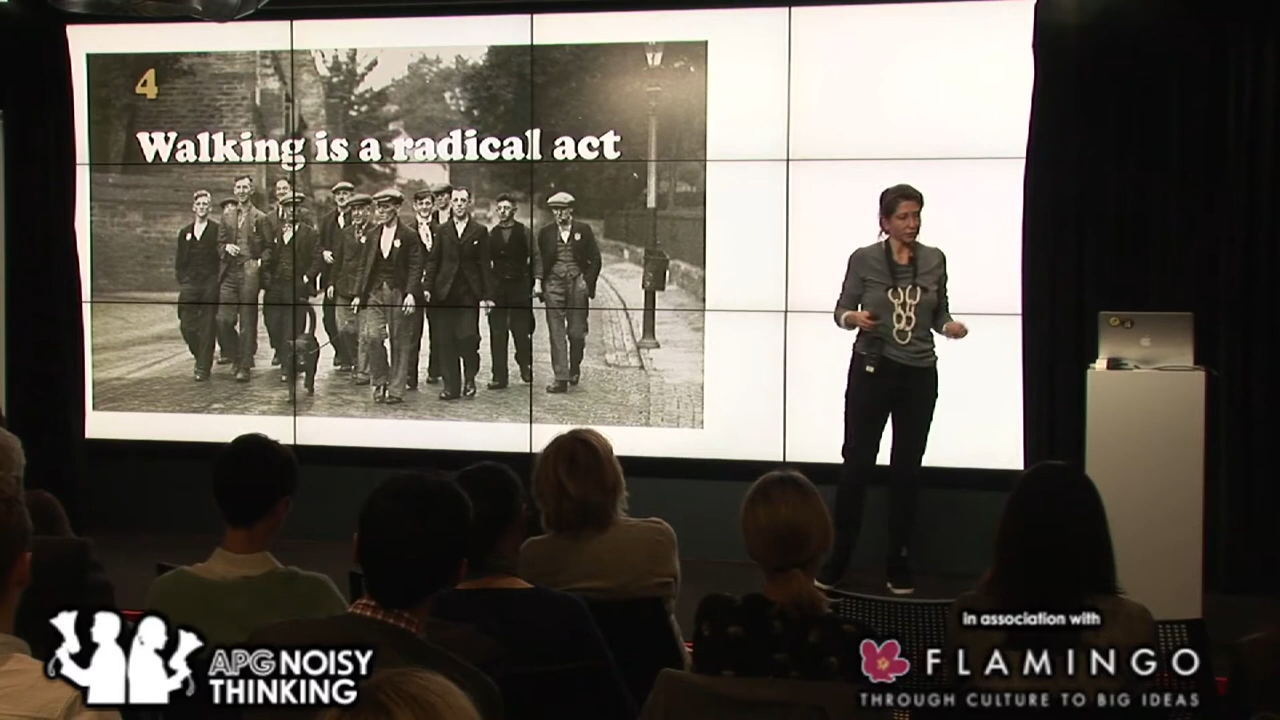 4
Walking is a radical act
APG NOISY
THINKING
in association with
FLAMINGO
THROUGH CULTURE TO BIG IDEAS